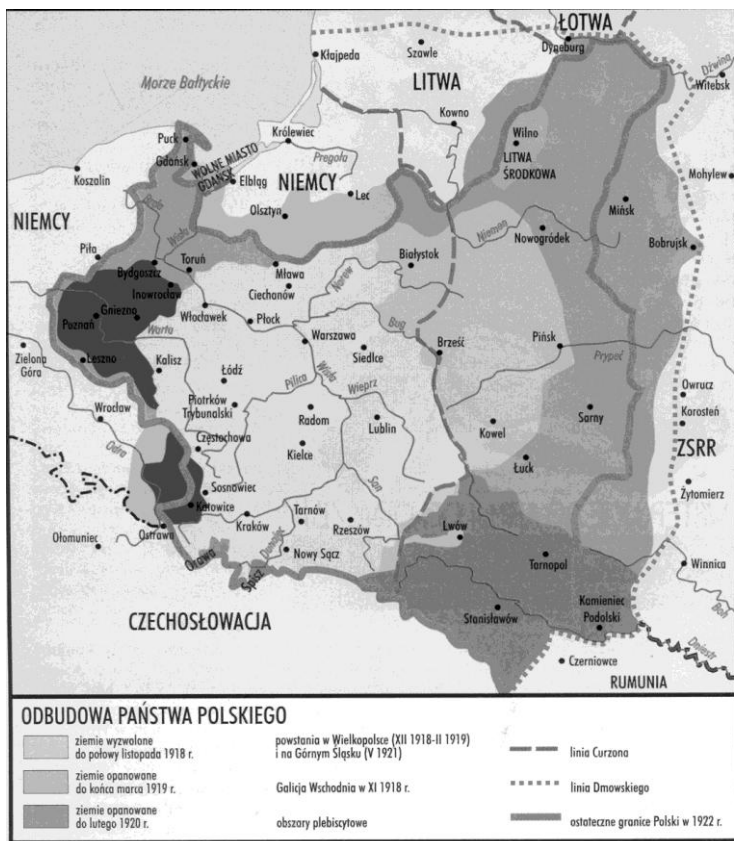 ŁOTWA
Dyneburg
Dźwina
Witebsk
Kłajpeda
Szawle
LITWA
Morze Bałtyckie
Kowno
Wilno
LITWA
ŚRODKOWA
Puck
Królewiec
Pregoła
Gdańsk
WOLNE MIASTO
GDAŃSK
Elbląg
NIEMCY
Lec
Koszalin
Olsztyn
Mohylew
Mińsk
NIEMCY
Wisła
Niemen
Nowogródek
Bobrujsk
Piła
Bydgoszcz
Toruń
Mława
Białystok
Inowrocław
Ciechanów
Narew
Gniezno
Poznań
Włocławek
Płock
Bug
Warta
Warszawa
Brześć
Pińsk
Prypeć
Leszno
Kalisz
Siedlce
Zielona
Góra
Łódź
Pilica
Wisła
Wieprz
Owrucz
Piotrków
Trybunalski
Wrocław
Radom
Lublin
Kowel
Sarny
Korosteń
ZSRR
Częstochowa
Kielce
Odra
Łuck
San
Żytomierz
Sosnowiec
Katowice
Kraków
Tarnów
Rzeszów
Lwów
Ołomuniec
Ostrawa
Dunajec
Nowy Sącz
Tarnopol
Winnica
Orawa
Spisz
CZECHOSŁOWACJA
Stanisławów
Kamieniec
Podolski
Boh
Dniestr
Czerniowce
RUMUNIA
ODBUDOWA PAŃSTWA POLSKIEGO
ziemie wyzwolone
do połowy listopada 1918 r.
powstania w Wielkopolsce (XII 1918-II 1919)
i na Górnym Śląsku (V 1921)
linia Curzona
ziemie opanowane
do końca marca 1919 r.
Galicja Wschodnia w XI 1918 r.
linia Dmowskiego
ziemie opanowane
do lutego 1920 r.
obszary plebiscytowe
ostateczne granice Polski w 1922 r.